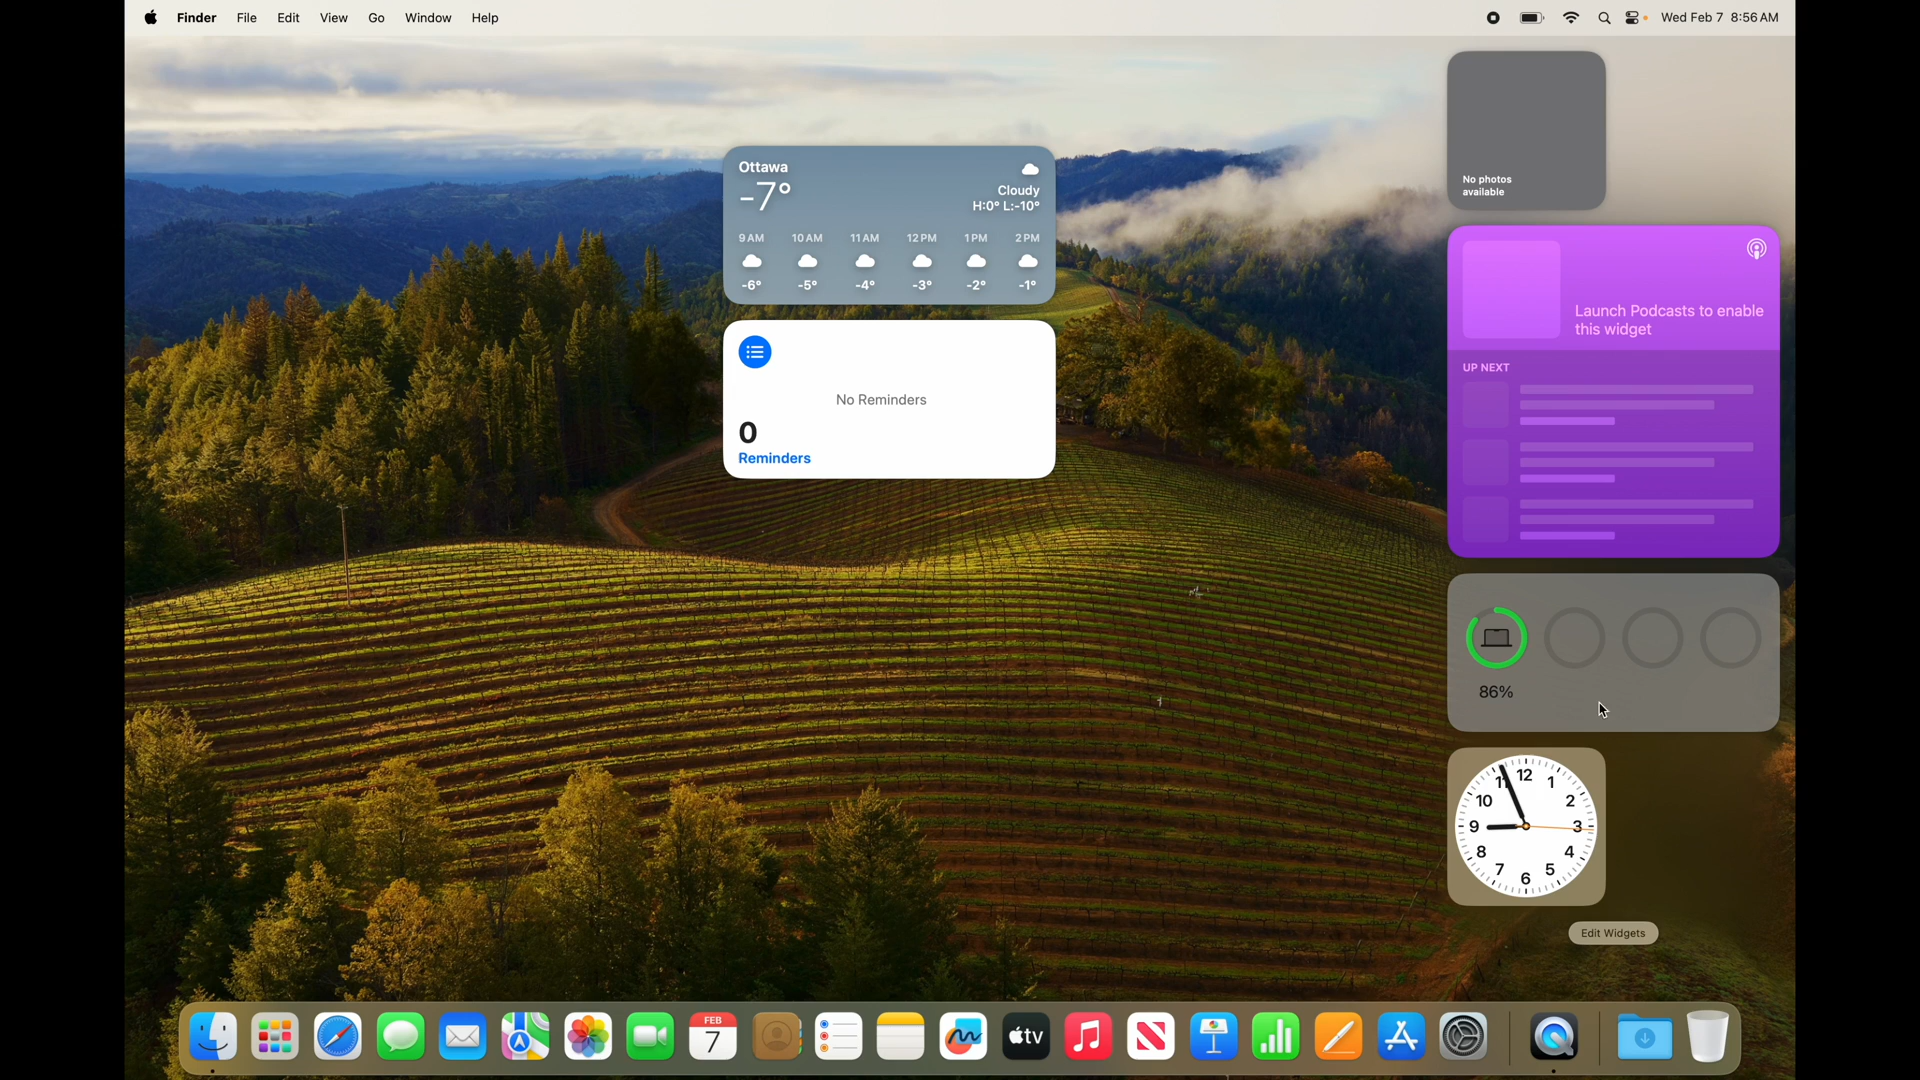 Finder File Edit View Go Window Help
Wed Feb 7 8:56 AM
Ottawa
-7°
Cloudy
H:0° L:-10°
9 AM 10 AM 11 AM 12 PM 1 PM 2 PM
-6° -5° -4° -3° -2° -1°
No Reminders
0
Reminders
No photos
available
Launch Podcasts to enable
this widget
UP NEXT
86%
12
1
2
3
4
5
6
7
8
9
10
11
Edit Widgets
FEB
7
tv